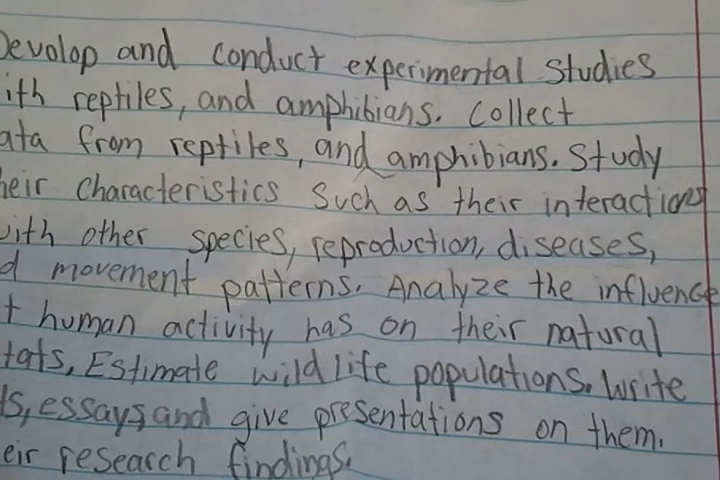 Devolop and conduct experimental Studies
ith reptiles, and amphibians. Collect
ata from reptiles, and amphibians. Study
heir Characteristics Such as their interactions
with other species, reproduction, diseases,
d movement patterns. Analyze the influence
t human activity has on their natural
tats, Estimate wildlife populations. Write
ts, essays, and give presentations on them.
eir research findings.